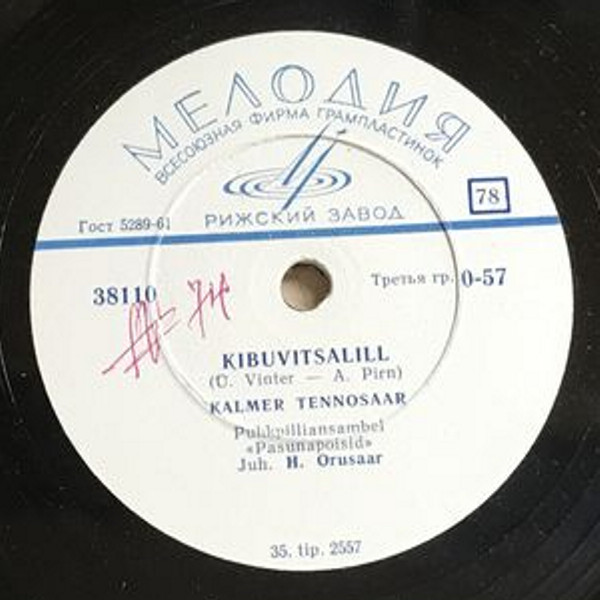 МЕЛОДИЯ
ВСЕСОЮЗНАЯ ФИРМА ГРАМПЛАСТИНОК
78
Гост 5289-61
РИЖСКИЙ ЗАВОД
38110
Третья гр. 0-57
KIBUVITSALILL
(U. Vinter — A. Pirn)
KALMER TENNOSAAR
Puhkpilliansambel
«Pasunapoisid»
Juh. H. Orusaar
35. tip. 2557